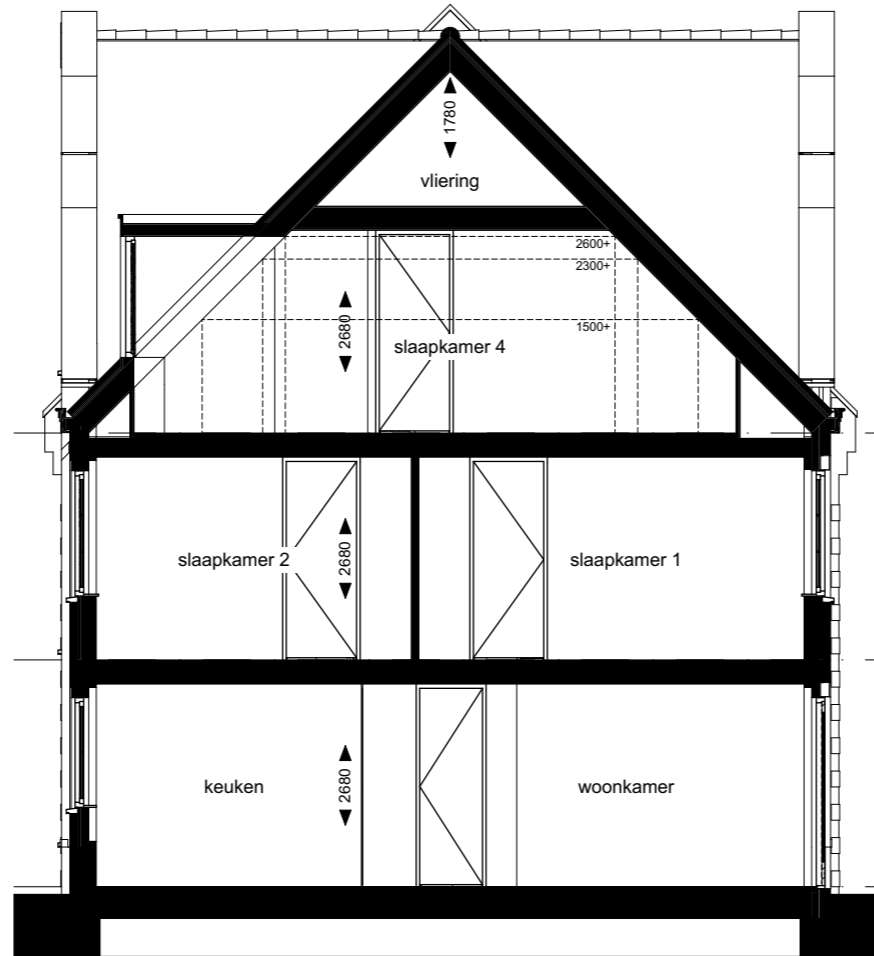 1780
vliering
2600+
2300+
1500+
2680
slaapkamer 4
slaapkamer 2
2680
slaapkamer 1
keuken
2680
woonkamer